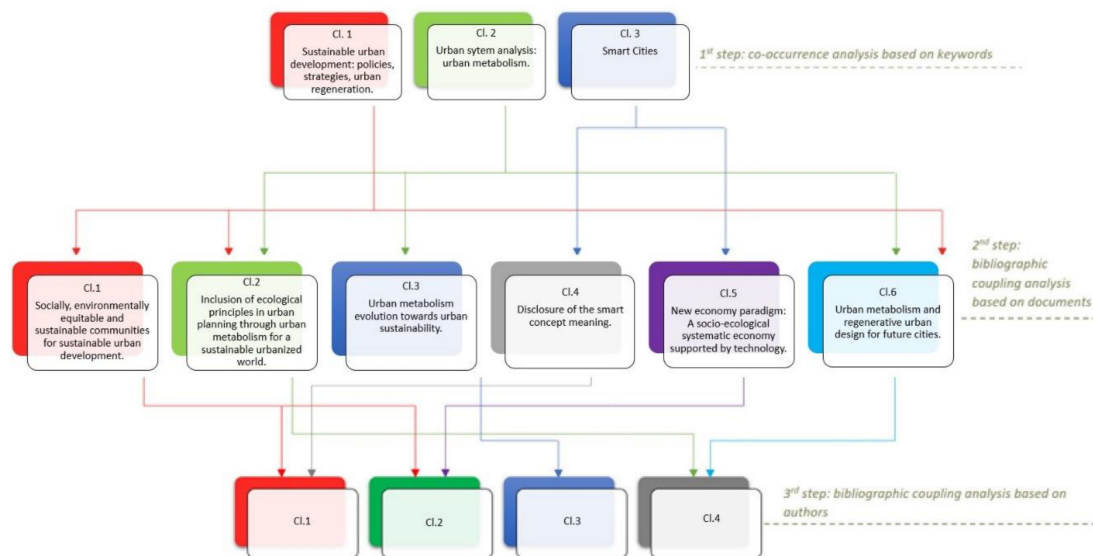 Cl. 1
Sustainable urban
development: policies,
strategies, urban
regeneration.
Cl. 2
Urban sytem analysis:
urban metabolism.
Cl. 3
Smart Cities
1st step: co-occurrence analysis based on keywords
Cl.1
Socially, environmentally
equitable and
sustainable communities
for sustainable urban
development.
Cl.2
Inclusion of ecological
principles in urban
planning through urban
metabolism for a
sustainable urbanized
world.
Cl.3
Urban metabolism
evolution towards urban
sustainability.
Cl.4
Disclosure of the smart
concept meaning.
Cl.5
New economy paradigm:
A socio-ecological
systematic economy
supported by technology.
Cl.6
Urban metabolism and
regenerative urban
design for future cities.
2nd step:
bibliographic
coupling analysis
based on documents
Cl.1
Cl.2
Cl.3
Cl.4
3rd step: bibliographic coupling analysis based on
authors